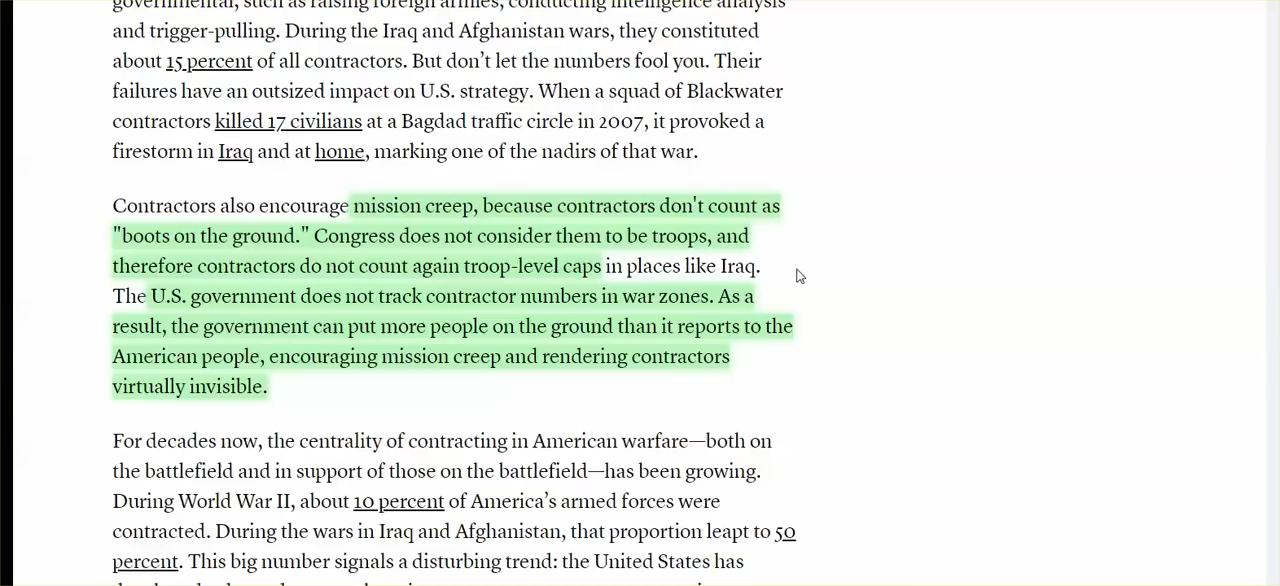 governmental, such as raising foreign armies, conducting intelligence analysis
and trigger-pulling. During the Iraq and Afghanistan wars, they constituted
about 15 percent of all contractors. But don’t let the numbers fool you. Their
failures have an outsized impact on U.S. strategy. When a squad of Blackwater
contractors killed 17 civilians at a Bagdad traffic circle in 2007, it provoked a
firestorm in Iraq and at home, marking one of the nadirs of that war.
Contractors also encourage mission creep, because contractors don't count as
"boots on the ground." Congress does not consider them to be troops, and
therefore contractors do not count again troop-level caps in places like Iraq.
The U.S. government does not track contractor numbers in war zones. As a
result, the government can put more people on the ground than it reports to the
American people, encouraging mission creep and rendering contractors
virtually invisible.
For decades now, the centrality of contracting in American warfare—both on
the battlefield and in support of those on the battlefield—has been growing.
During World War II, about 10 percent of America’s armed forces were
contracted. During the wars in Iraq and Afghanistan, that proportion leapt to 50
percent. This big number signals a disturbing trend: the United States has